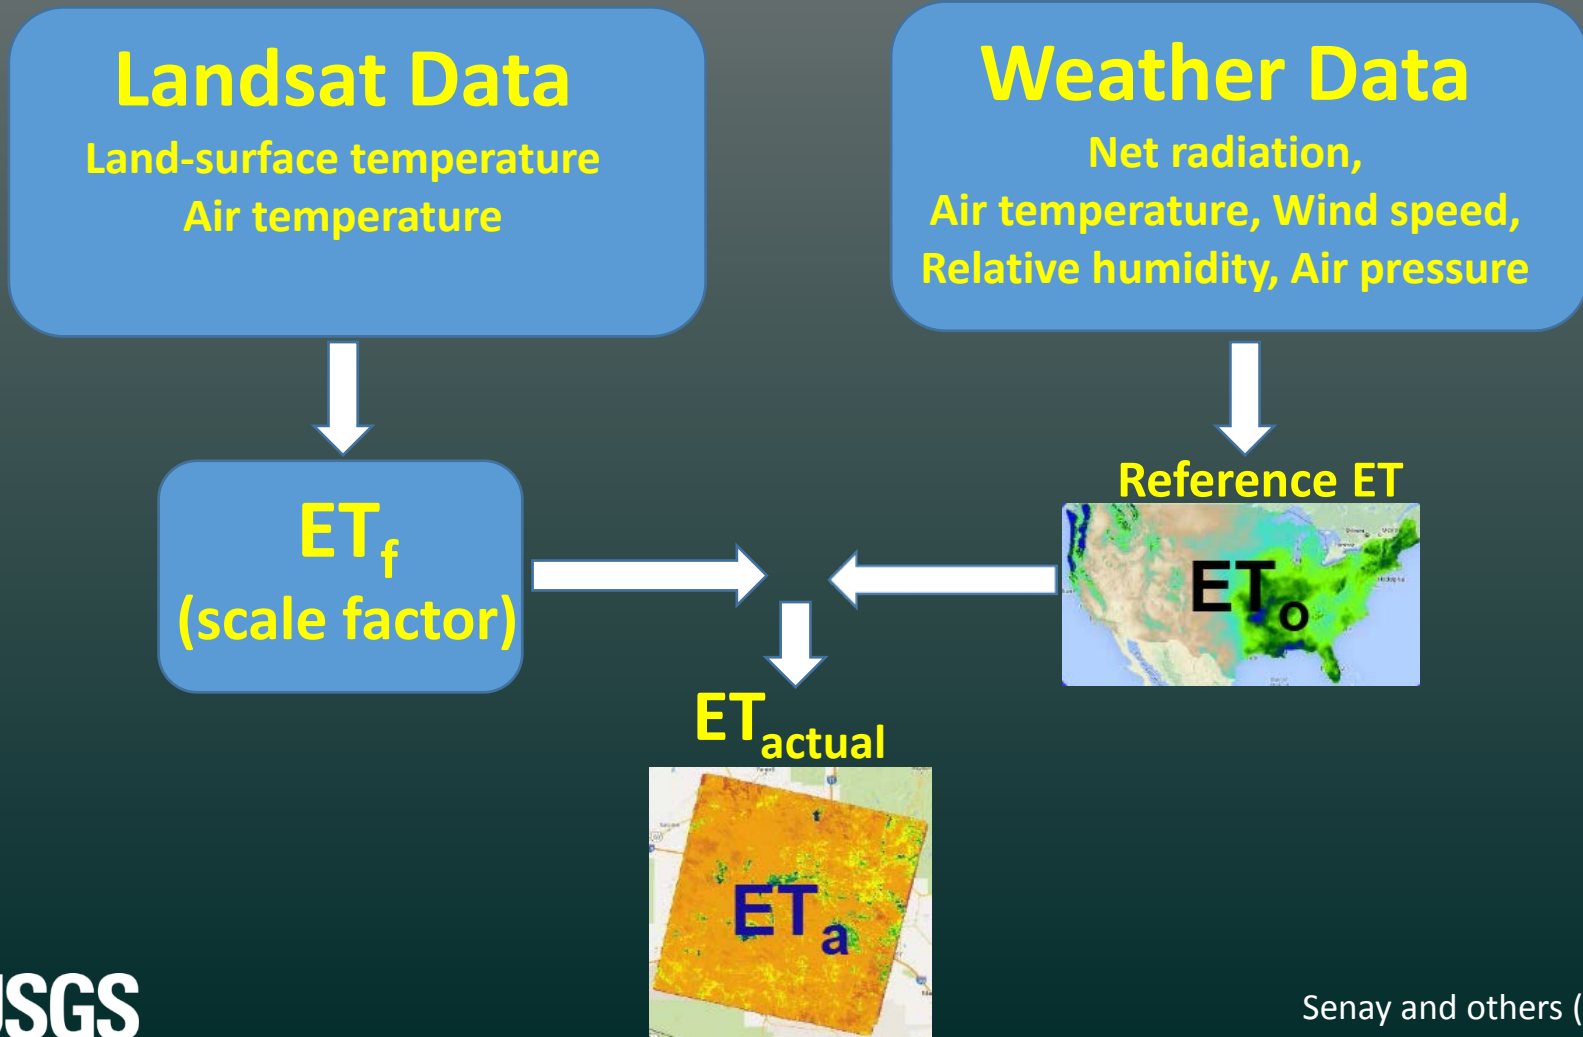 Landsat Data
Land-surface temperature
Air temperature
Weather Data
Net radiation,
Air temperature, Wind speed,
Relative humidity, Air pressure
ETf
(scale factor)
Reference ET
ETo
ETactual
ETa
USGS
Senay and others (